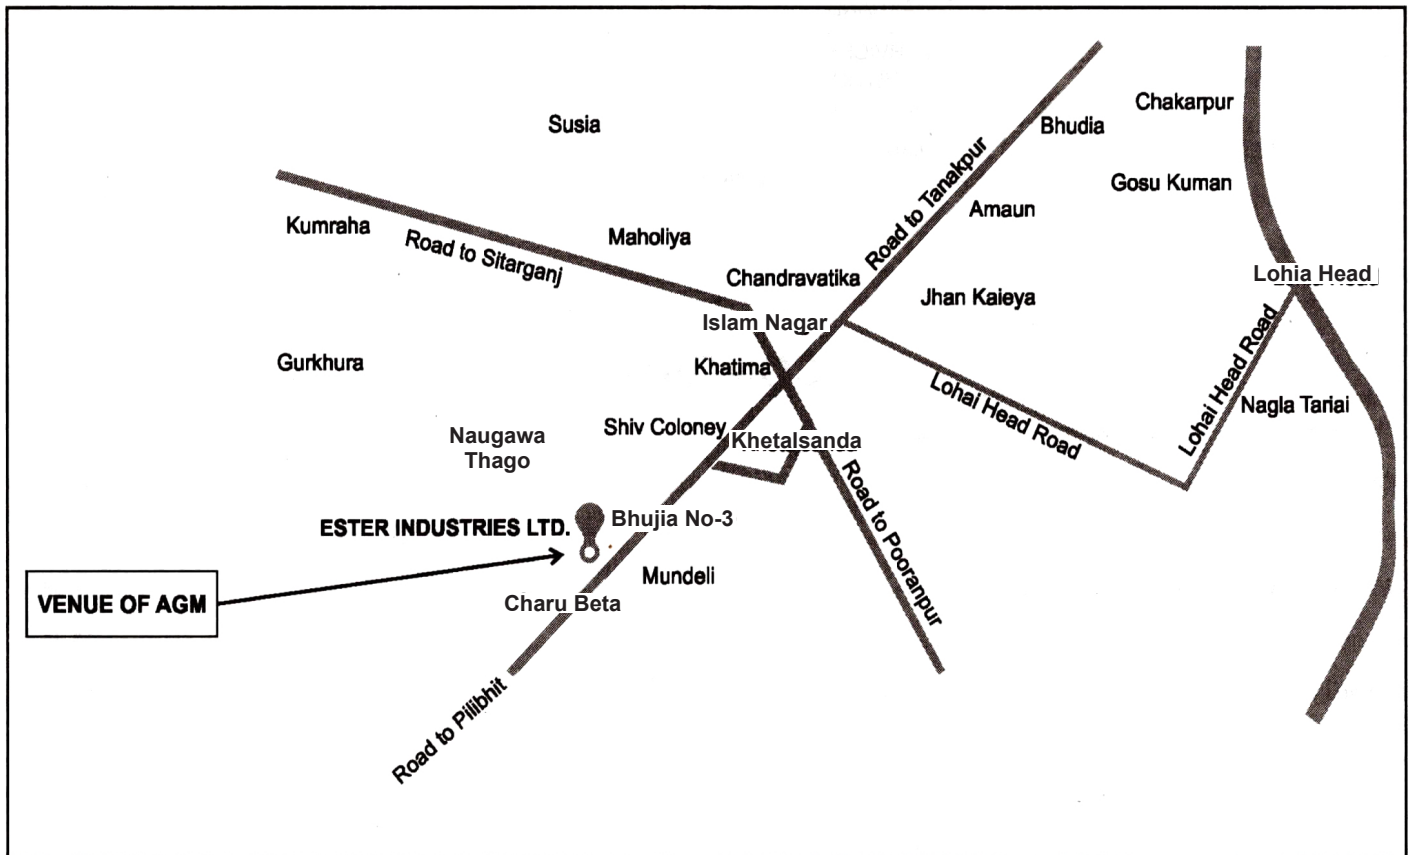 Chakarpur
Susia
Bhudia
Gosu Kuman
Road to Tanakpur
Amaun
Kumraha
Road to Sitarganj
Maholiya
Chandravatika
Lohia Head
Jhan Kaieya
Islam Nagar
Gurkhura
Khatima
Lohai Head Road
Lohai Head Road
Nagla Tariai
Shiv Coloney
Khetalsanda
Naugawa
Thago
Road to Pooranpur
ESTER INDUSTRIES LTD.
Bhujia No-3
Mundeli
VENUE OF AGM
Charu Beta
Road to Pilibhit